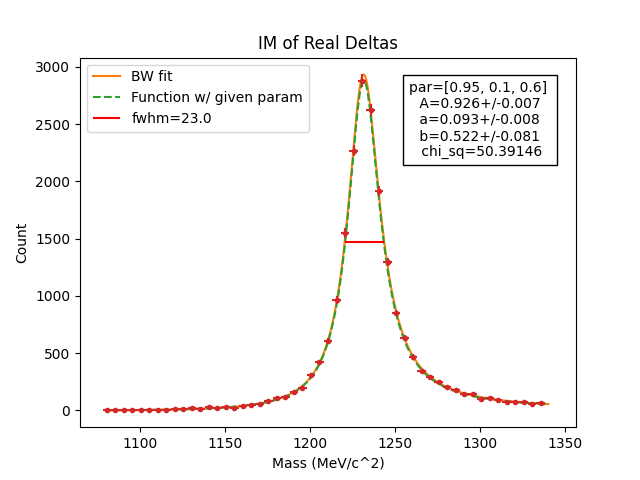 IM of Real Deltas
BW fit
Function w/ given param
fwhm=23.0
par=[0.95, 0.1, 0.6]
A=0.926+/-0.007
a=0.093+/-0.008
b=0.522+/-0.081
chi_sq=50.39146
3000
2500
2000
1500
1000
500
0
Count
1100 1150 1200 1250 1300 1350
Mass (MeV/c^2)